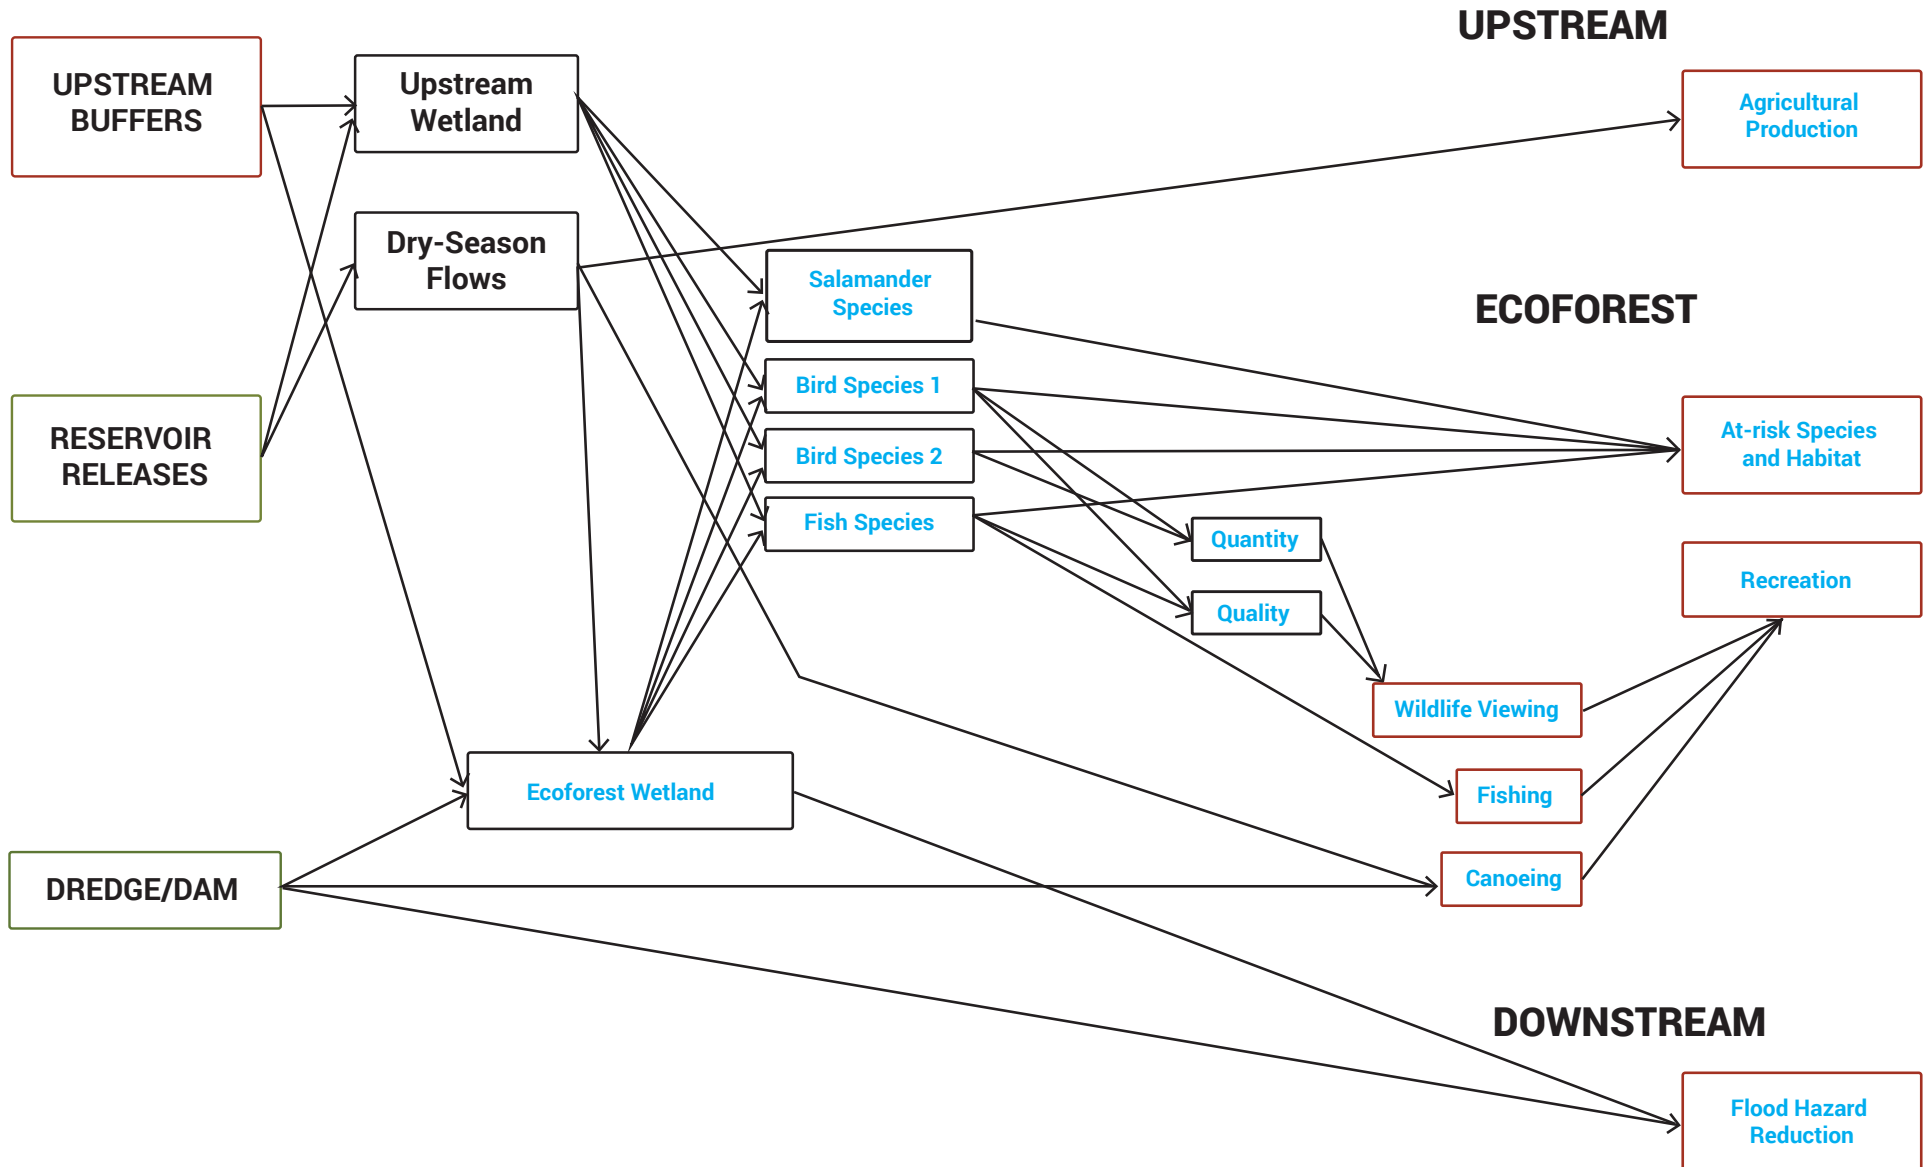 UPSTREAM
UPSTREAM
BUFFERS
Upstream
Wetland
Agricultural
Production
Dry-Season
Flows
Salamander
Species
ECOFOREST
Bird Species 1
RESERVOIR
RELEASES
Bird Species 2
At-risk Species
and Habitat
Fish Species
Quantity
Recreation
Quality
Wildlife Viewing
Ecoforest Wetland
Fishing
DREDGE/DAM
Canoeing
DOWNSTREAM
Flood Hazard
Reduction